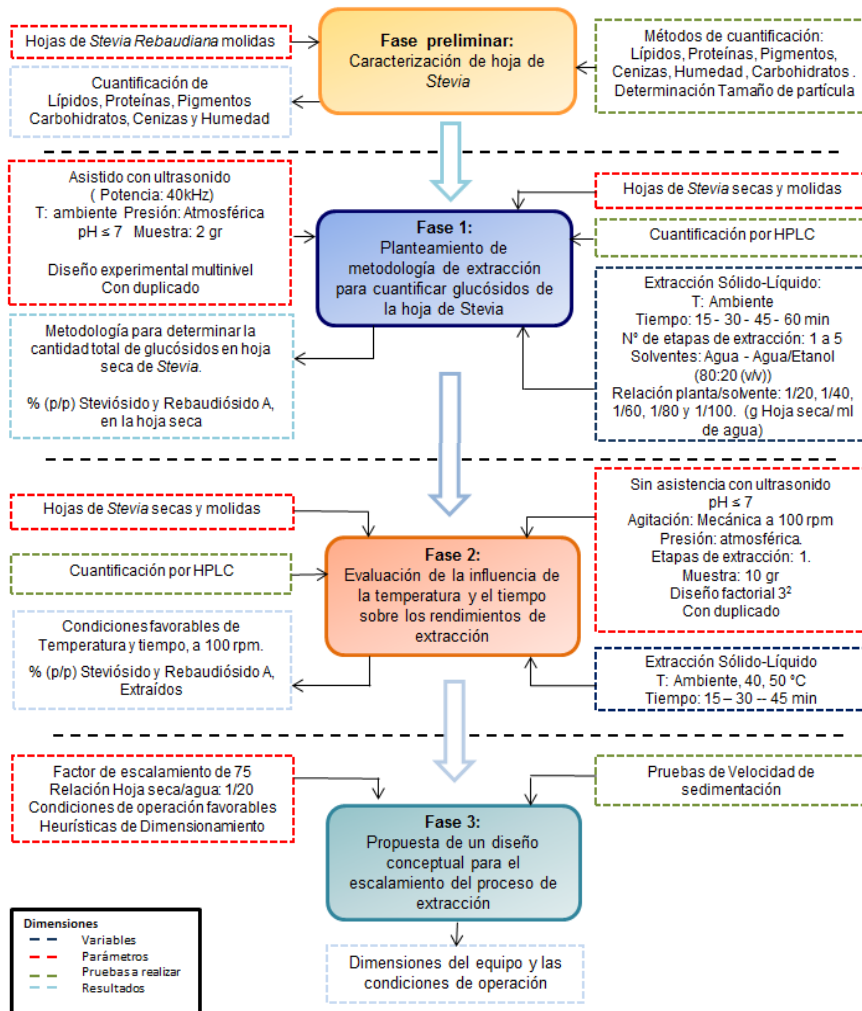 Hojas de Stevia Rebaudiana molidas
Cuantificación de
Lípidos, Proteínas, Pigmentos
Carbohidratos, Cenizas y Humedad
Fase preliminar:
Caracterización de hoja de
Stevia
Métodos de cuantificación:
Lípidos, Proteínas, Pigmentos,
Cenizas, Humedad , Carbohidratos .
Determinación Tamaño de partícula
Asistido con ultrasonido
( Potencia: 40kHz)
T: ambiente Presión: Atmosférica
pH ≤ 7 Muestra: 2 gr
Diseño experimental multinivel
Con duplicado
Metodología para determinar la
cantidad total de glucósidos en hoja
seca de Stevia.
% (p/p) Steviósido y Rebaudiósido A,
en la hoja seca
Fase 1:
Planteamiento de
metodología de extracción
para cuantificar glucósidos de
la hoja de Stevia
Hojas de Stevia secas y molidas
Cuantificación por HPLC
Extracción Sólido-Líquido:
T: Ambiente
Tiempo: 15 - 30 - 45 - 60 min
N° de etapas de extracción: 1 a 5
Solventes: Agua - Agua/Etanol
(80:20 (v/v))
Relación planta/solvente: 1/20, 1/40,
1/60, 1/80 y 1/100. (g Hoja seca/ ml
de agua)
Hojas de Stevia secas y molidas
Cuantificación por HPLC
Condiciones favorables de
Temperatura y tiempo, a 100 rpm.
% (p/p) Steviósido y Rebaudiósido A,
Extraídos
Fase 2:
Evaluación de la influencia de
la temperatura y el tiempo
sobre los rendimientos de
extracción
Sin asistencia con ultrasonido
pH ≤ 7
Agitación: Mecánica a 100 rpm
Presión: atmosférica.
Etapas de extracción: 1.
Muestra: 10 gr
Diseño factorial 3²
Con duplicado
Extracción Sólido-Líquido
T: Ambiente, 40, 50 °C
Tiempo: 15 – 30 -- 45 min
Factor de escalamiento de 75
Relación Hoja seca/agua: 1/20
Condiciones de operación favorables
Heurísticas de Dimensionamiento
Fase 3:
Propuesta de un diseño
conceptual para el
escalamiento del proceso de
extracción
Pruebas de Velocidad de
sedimentación
Dimensiones del equipo y las
condiciones de operación
Dimensiones
Variables
Parámetros
Pruebas a realizar
Resultados